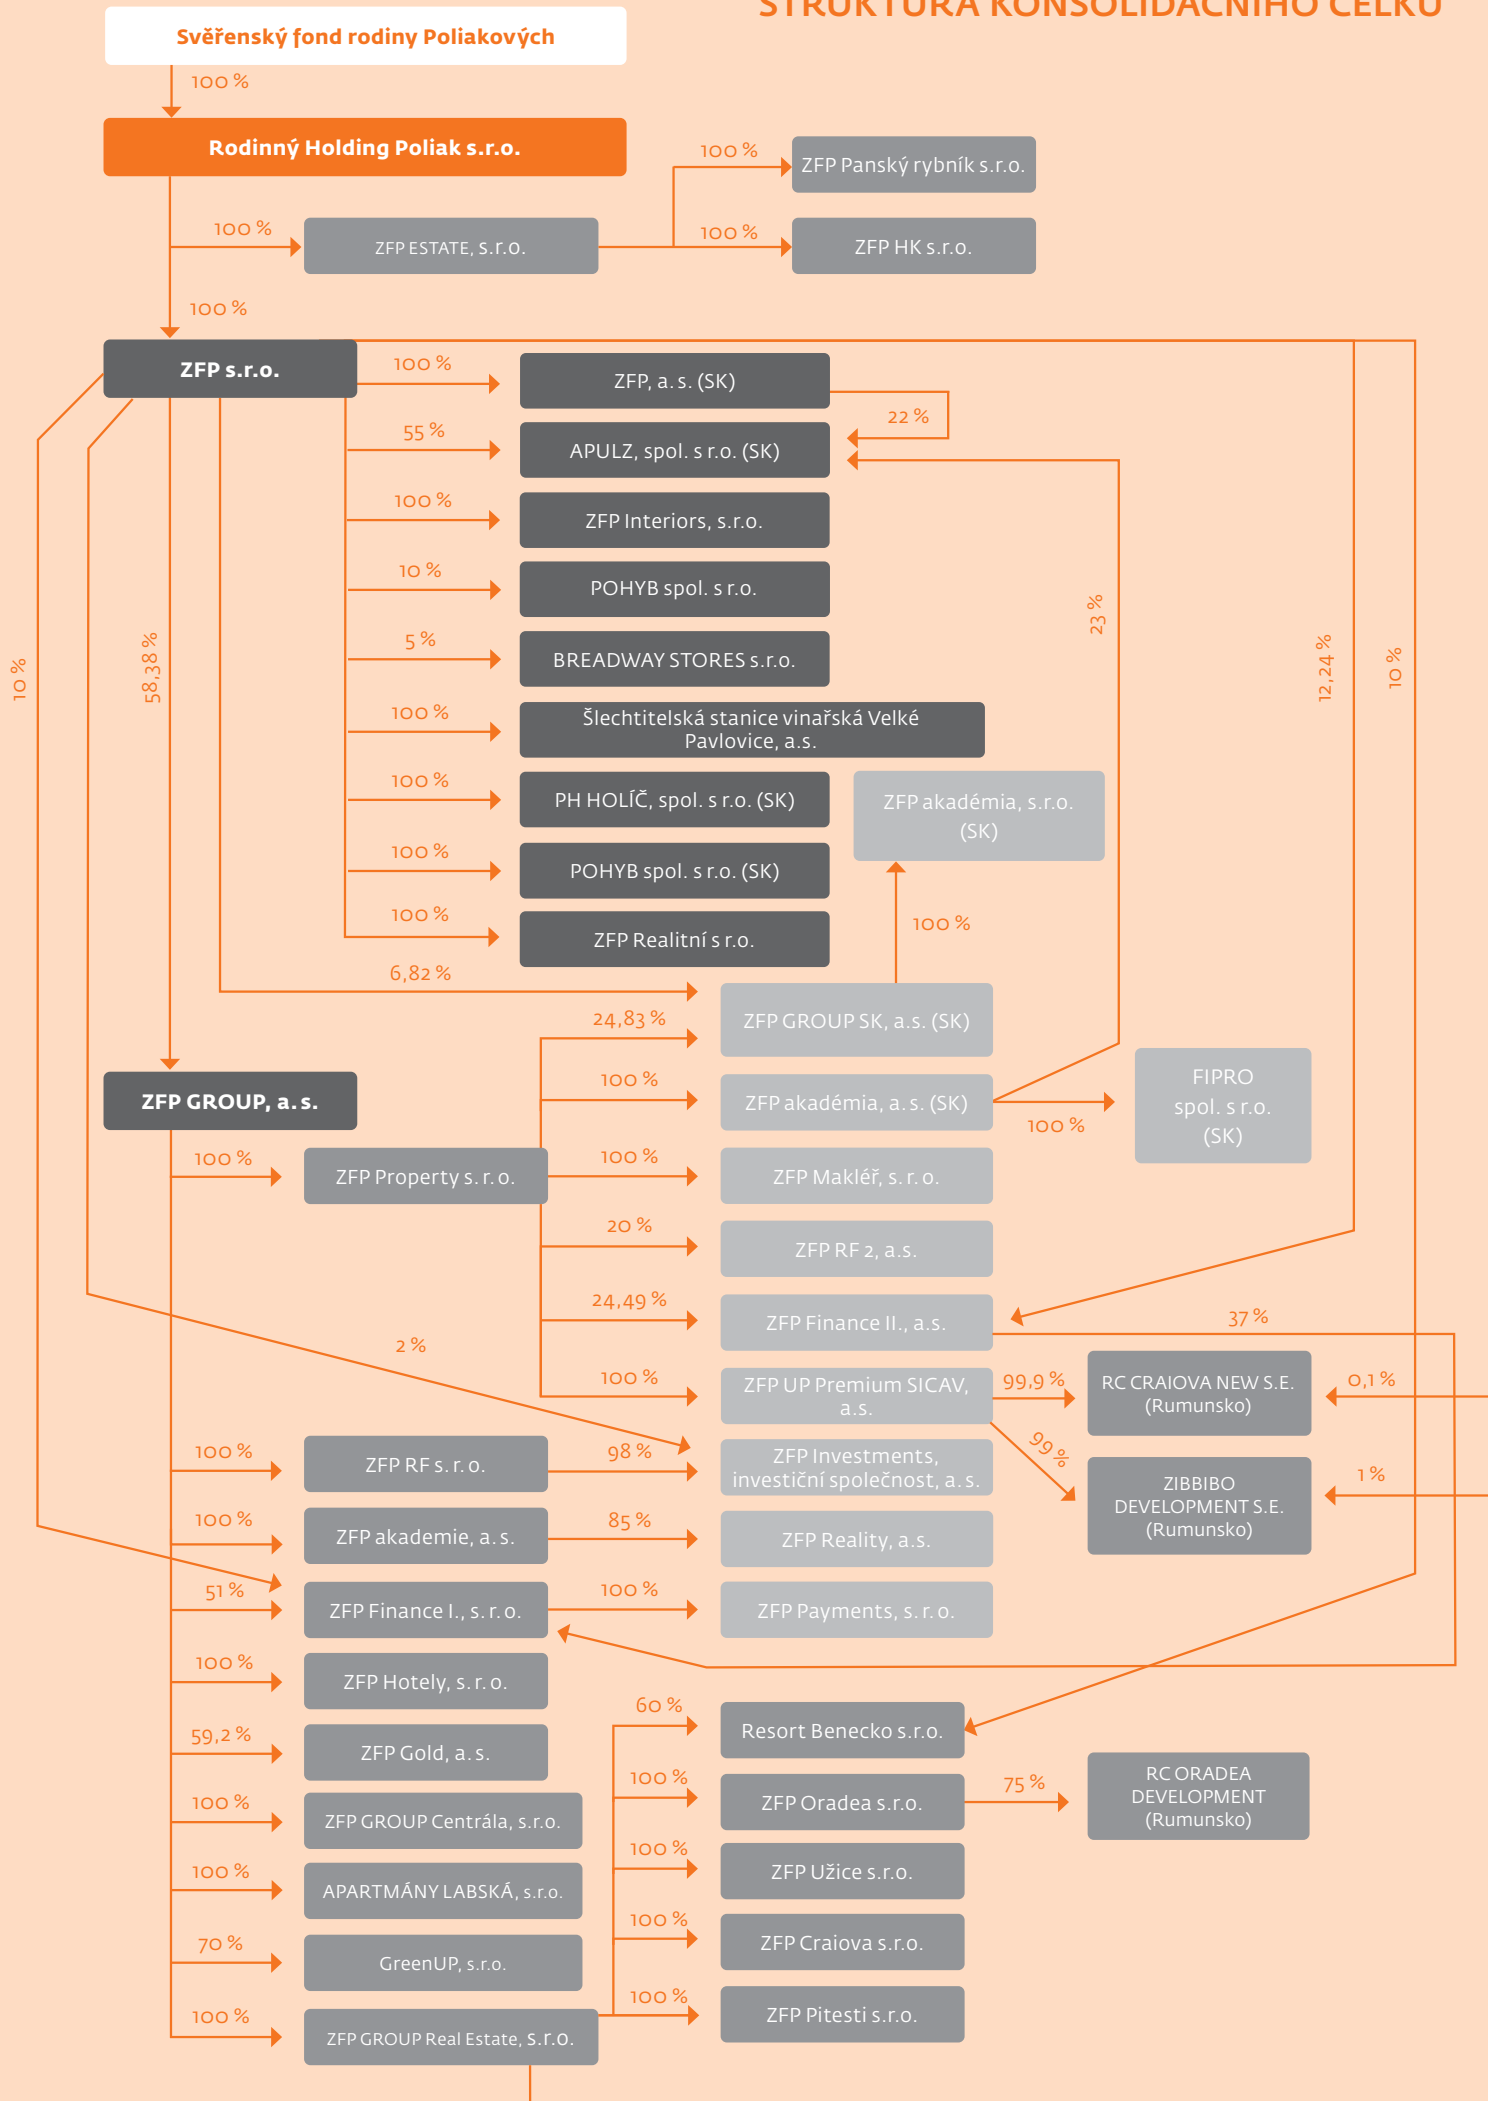 STRUKTURA KONSOLIDAČNÍHO CELKU
Svěřenský fond rodiny Poliakových
100 %
Rodinný Holding Poliak s.r.o.
100 %
ZFP Panský rybník s.r.o.
100 %
ZFP ESTATE, s.r.o.
100 %
ZFP HK s.r.o.
100 %
ZFP s.r.o.
100 %
ZFP, a. s. (SK)
22 %
55 %
APULZ, spol. s r.o. (SK)
100 %
ZFP Interiors, s.r.o.
10 %
POHYB spol. s r.o.
23 %
5 %
BREADWAY STORES s.r.o.
10 %
58,38 %
12,24 %
10 %
100 %
Šlechtitelská stanice vinařská Velké
Pavlovice, a.s.
100 %
PH HOLÍČ, spol. s r.o. (SK)
ZFP akadémia, s.r.o.
(SK)
100 %
POHYB spol. s r.o. (SK)
100 %
ZFP Realitní s r.o.
100 %
6,82 %
24,83 %
ZFP GROUP SK, a.s. (SK)
ZFP GROUP, a. s.
100 %
ZFP akadémia, a. s. (SK)
100 %
FIPRO
spol. s r.o.
(SK)
100 %
ZFP Property s. r. o.
100 %
ZFP Makléř, s. r. o.
20 %
ZFP RF 2, a.s.
24,49 %
ZFP Finance II., a.s.
37 %
2 %
100 %
ZFP UP Premium SICAV,
a.s.
99,9 %
RC CRAIOVA NEW S.E.
(Rumunsko)
0,1 %
100 %
ZFP RF s. r. o.
98 %
ZFP Investments,
investiční společnost, a. s.
99 %
ZIBBIBO
DEVELOPMENT S.E.
(Rumunsko)
1 %
100 %
ZFP akademie, a. s.
85 %
ZFP Reality, a.s.
51 %
ZFP Finance I., s. r. o.
100 %
ZFP Payments, s. r. o.
100 %
ZFP Hotely, s. r. o.
60 %
Resort Benecko s.r.o.
59,2 %
ZFP Gold, a. s.
100 %
ZFP Oradea s.r.o.
75 %
RC ORADEA
DEVELOPMENT
(Rumunsko)
100 %
ZFP GROUP Centrála, s.r.o.
100 %
ZFP Užice s.r.o.
100 %
APARTMÁNY LABSKÁ, s.r.o.
100 %
ZFP Craiova s.r.o.
70 %
GreenUP, s.r.o.
100 %
ZFP Pitesti s.r.o.
100 %
ZFP GROUP Real Estate, s.r.o.